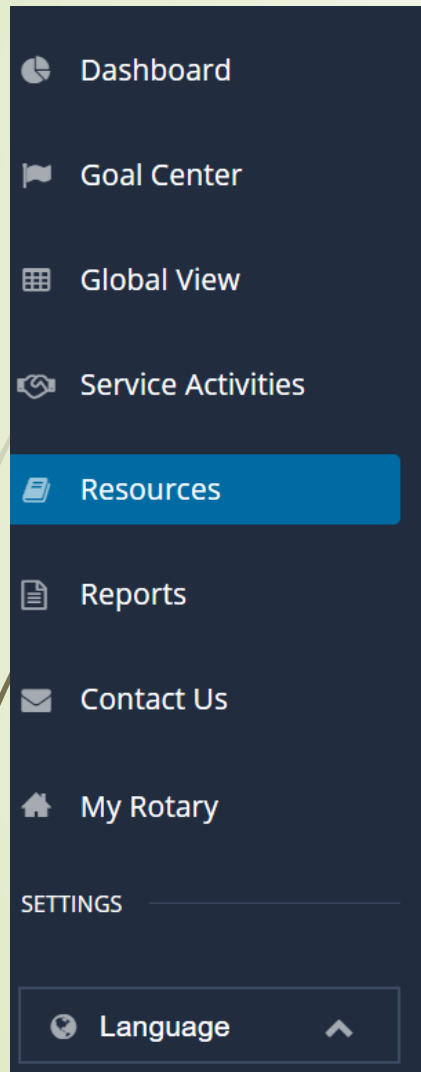 Dashboard
Goal Center
Global View
Service Activities
Resources
Reports
Contact Us
My Rotary
SETTINGS
Language